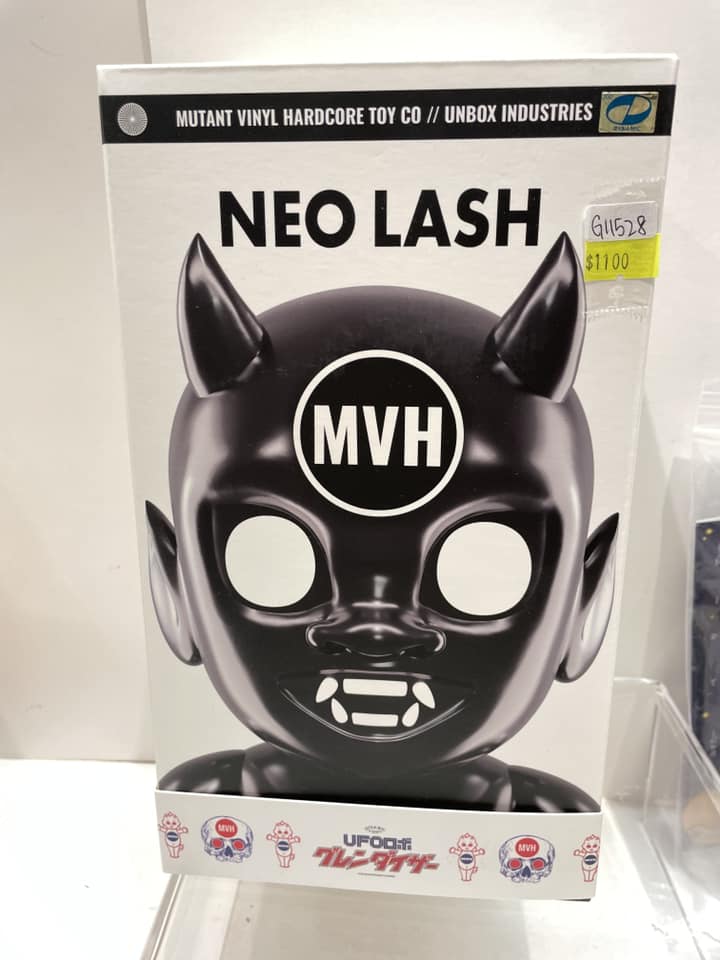 MUTANT VINYL HARDCORE TOY CO // UNBOX INDUSTRIES
NEO LASH
G11528
$1100
MVH
MVH
UFOロボ
グレンダイザー
MVH